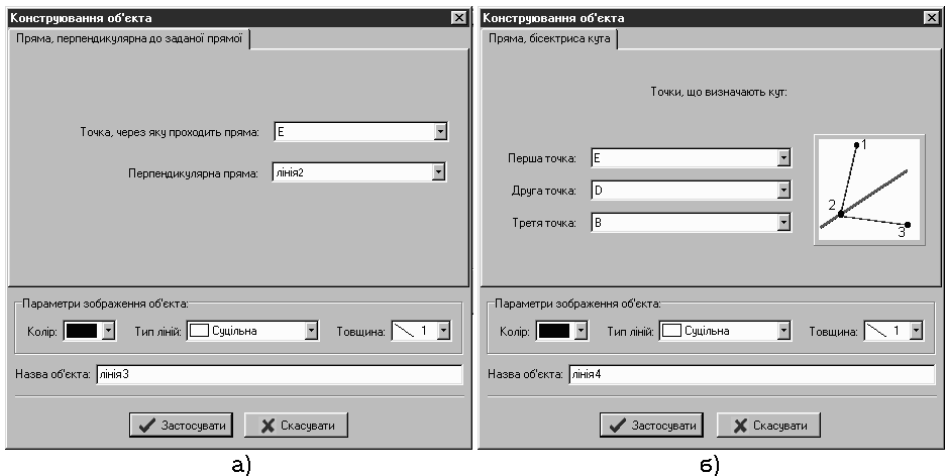 Конструювання об'єкта
Пряма, перпендикулярна до заданої прямої
Точка, через яку проходить пряма: E
Перпендикулярна пряма: лінія2
Параметри зображення об'єкта:
Колір: Тип ліній: Суцільна Товщина: 1
Назва об'єкта: лінія3
Застосувати Скасувати
а)
Конструювання об'єкта
Пряма, бісектриса кута
Точки, що визначають кут:
Перша точка: E
Друга точка: D
Третя точка: B
1
2
3
Параметри зображення об'єкта:
Колір: Тип ліній: Суцільна Товщина: 1
Назва об'єкта: лінія4
Застосувати Скасувати
б)